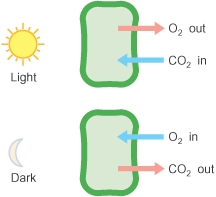 O₂ out
CO₂ in
Light
O₂ in
CO₂ out
Dark